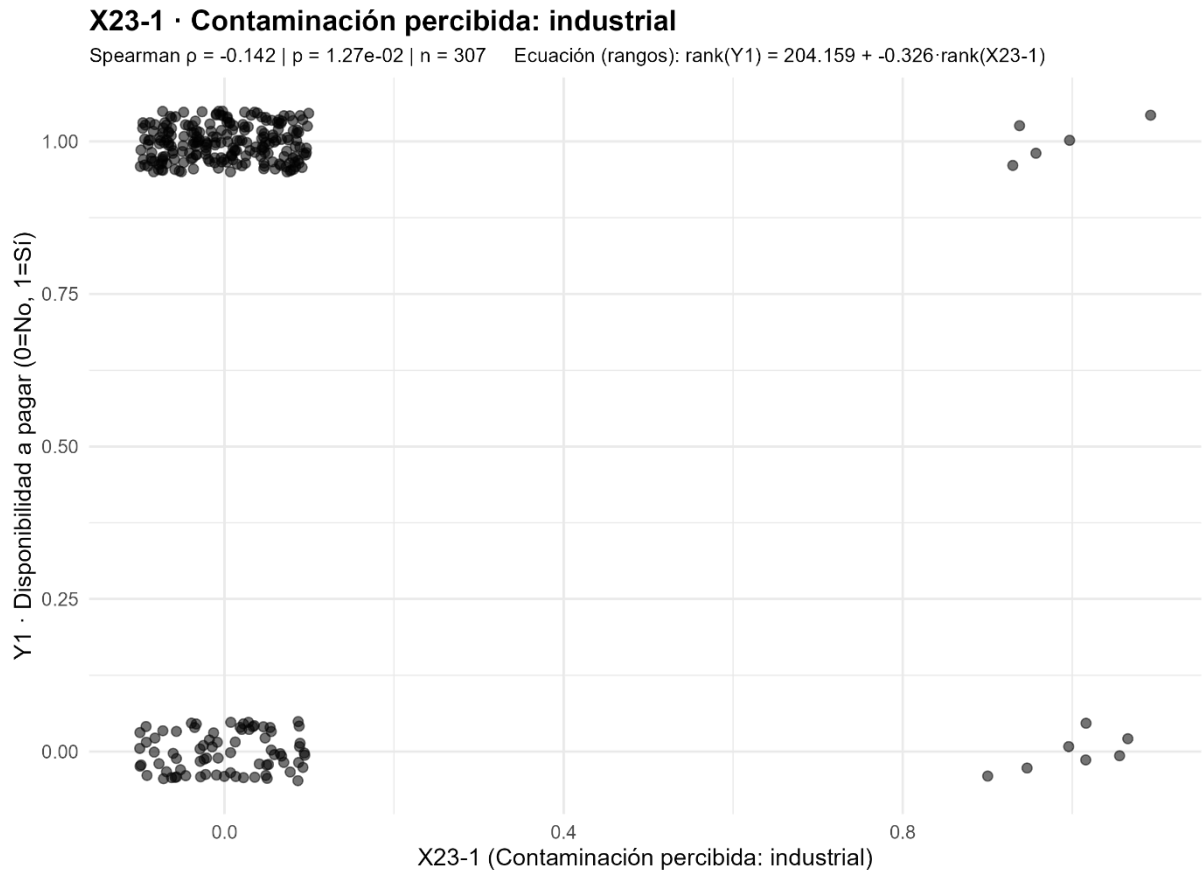 X23-1 · Contaminación percibida: industrial
Spearman ρ = -0.142 | p = 1.27e-02 | n = 307 Ecuación (rangos): rank(Y1) = 204.159 + -0.326·rank(X23-1)
Y1 · Disponibilidad a pagar (0=No, 1=Sí)
1.00
0.75
0.50
0.25
0.00
0.0
0.4
0.8
X23-1 (Contaminación percibida: industrial)